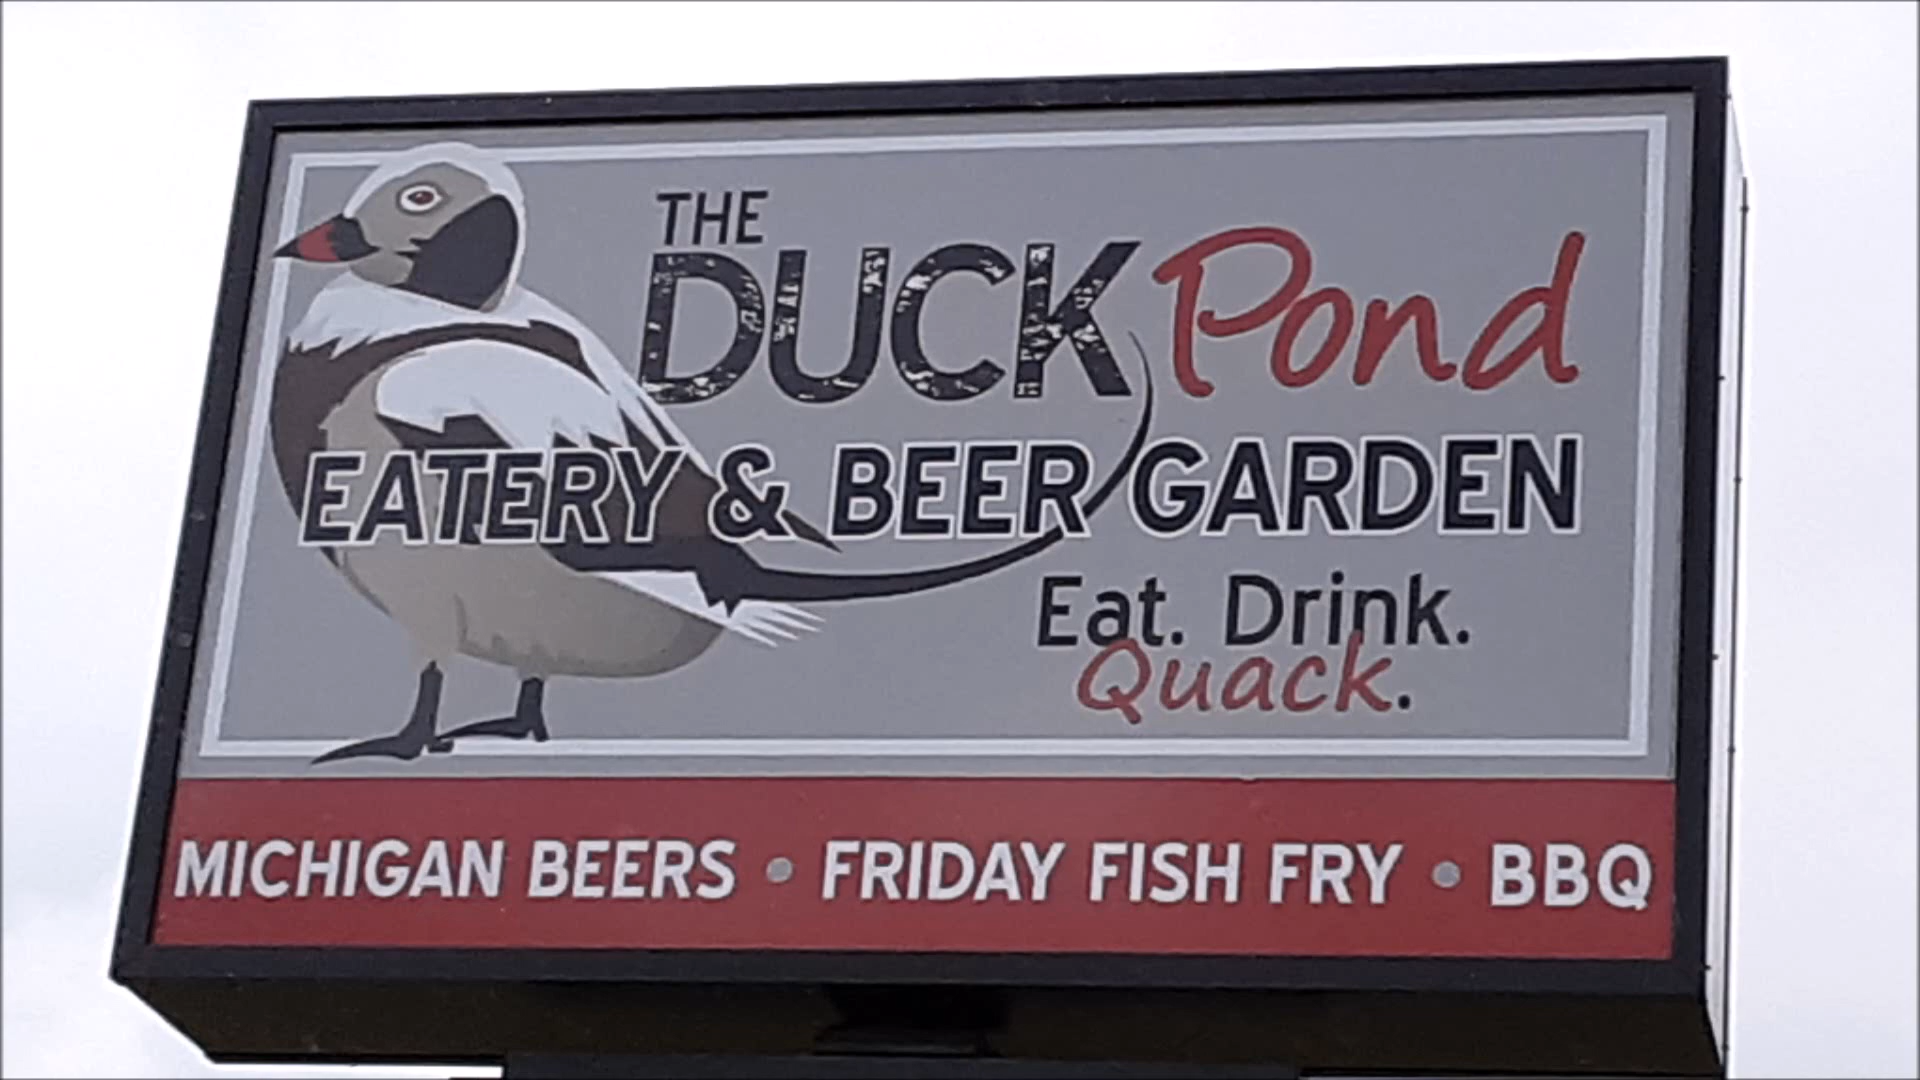 THE
DUCK Pond
EATERY & BEER GARDEN
Eat. Drink.
Quack.
MICHIGAN BEERS • FRIDAY FISH FRY • BBQ